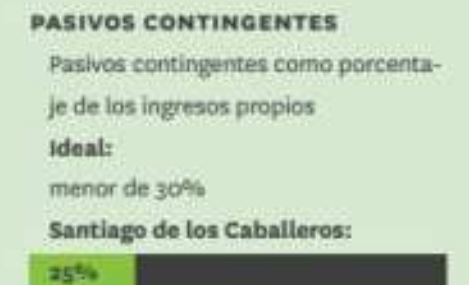 PASIVOS CONTINGENTES
Pasivos contingentes como porcenta-
je de los ingresos propios
Ideal:
menor de 30%
Santiago de los Caballeros:
25%